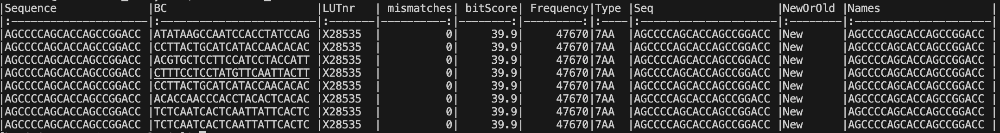 |Sequence |BC |LUTnr | mismatches| bitScore| Frequency|Type |Seq |NewOrOld |Names |
|:---------------------|:------------------------|:-------|----------:|--------:|---------:|:----|:---------------------|:--------|:---------------------|
|AGCCCCAGCACCAGCCGGACC |ATATAAGCCAATCCACCTATCCAG |X28535 | 0| 39.9| 47670|7AA |AGCCCCAGCACCAGCCGGACC |New |AGCCCCAGCACCAGCCGGACC |
|AGCCCCAGCACCAGCCGGACC |CCTTACTGCATCATACCAACACAC |X28535 | 0| 39.9| 47670|7AA |AGCCCCAGCACCAGCCGGACC |New |AGCCCCAGCACCAGCCGGACC |
|AGCCCCAGCACCAGCCGGACC |ACGTGCTCCTTCCATCCTACCATT |X28535 | 0| 39.9| 47670|7AA |AGCCCCAGCACCAGCCGGACC |New |AGCCCCAGCACCAGCCGGACC |
|AGCCCCAGCACCAGCCGGACC |CTTTCCTCCTATGTTCAATTACTT |X28535 | 0| 39.9| 47670|7AA |AGCCCCAGCACCAGCCGGACC |New |AGCCCCAGCACCAGCCGGACC |
|AGCCCCAGCACCAGCCGGACC |CCTTACTGCATCATACCAACACAC |X28535 | 0| 39.9| 47670|7AA |AGCCCCAGCACCAGCCGGACC |New |AGCCCCAGCACCAGCCGGACC |
|AGCCCCAGCACCAGCCGGACC |ACACCAACCCACCTACACTCACAC |X28535 | 0| 39.9| 47670|7AA |AGCCCCAGCACCAGCCGGACC |New |AGCCCCAGCACCAGCCGGACC |
|AGCCCCAGCACCAGCCGGACC |TCTCAATCACTCAATTATTCACTC |X28535 | 0| 39.9| 47670|7AA |AGCCCCAGCACCAGCCGGACC |New |AGCCCCAGCACCAGCCGGACC |
|AGCCCCAGCACCAGCCGGACC |TCTCAATCACTCAATTATTCACTC |X28535 | 0| 39.9| 47670|7AA |AGCCCCAGCACCAGCCGGACC |New |AGCCCCAGCACCAGCCGGACC |